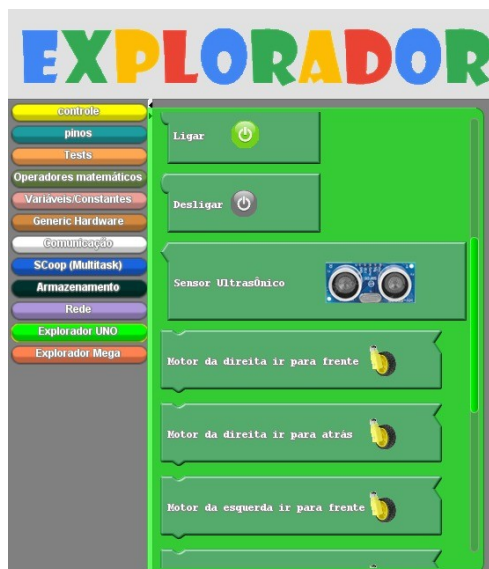 EXPLORADOR
controle
pinos
Tests
Operadores matemáticos
Variáveis/Constantes
Generic Hardware
Comunicação
SCoop (Multitask)
Armazenamento
Rede
Explorador UNO
Explorador Mega
Ligar
Desligar
Sensor UltrasÔnico
Motor da direita ir para frente
Motor da direita ir para atràs
Motor da esquerda ir para frente